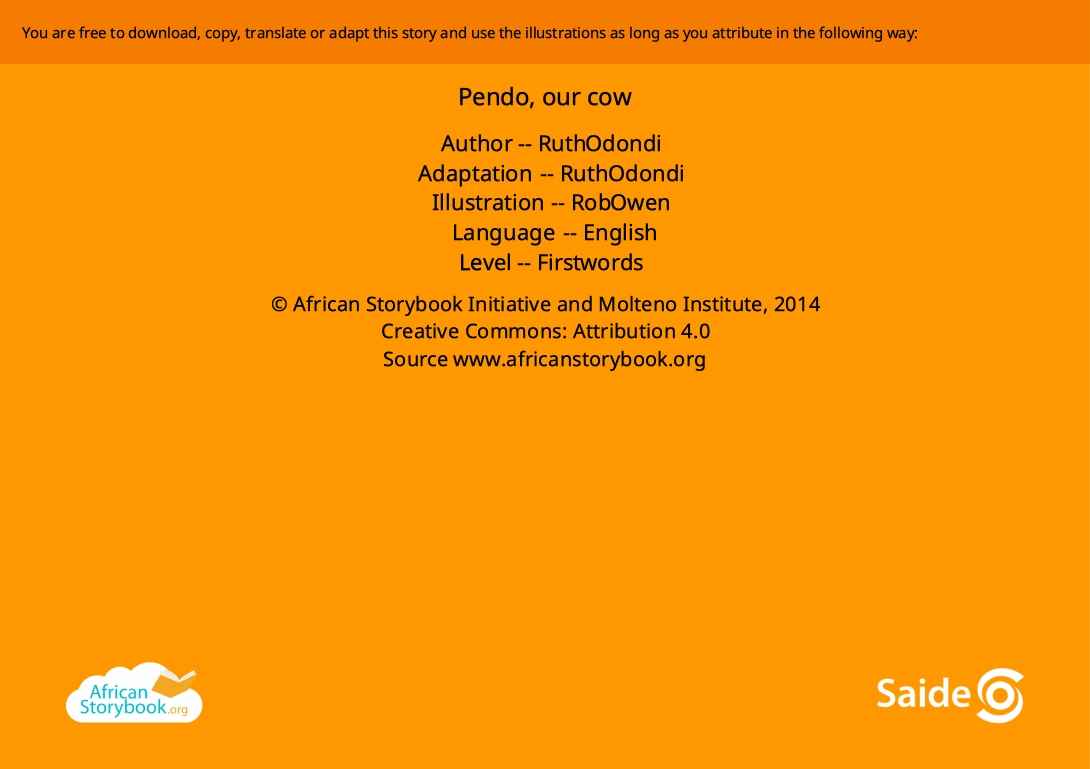 You are free to download, copy, translate or adapt this story and use the illustrations as long as you attribute in the following way:
Pendo, our cow
Author -- RuthOdondi
Adaptation -- RuthOdondi
Illustration -- RobOwen
Language -- English
Level -- Firstwords
© African Storybook Initiative and Molteno Institute, 2014
Creative Commons: Attribution 4.0
Source www.africanstorybook.org
African
Storybook.org
Saide